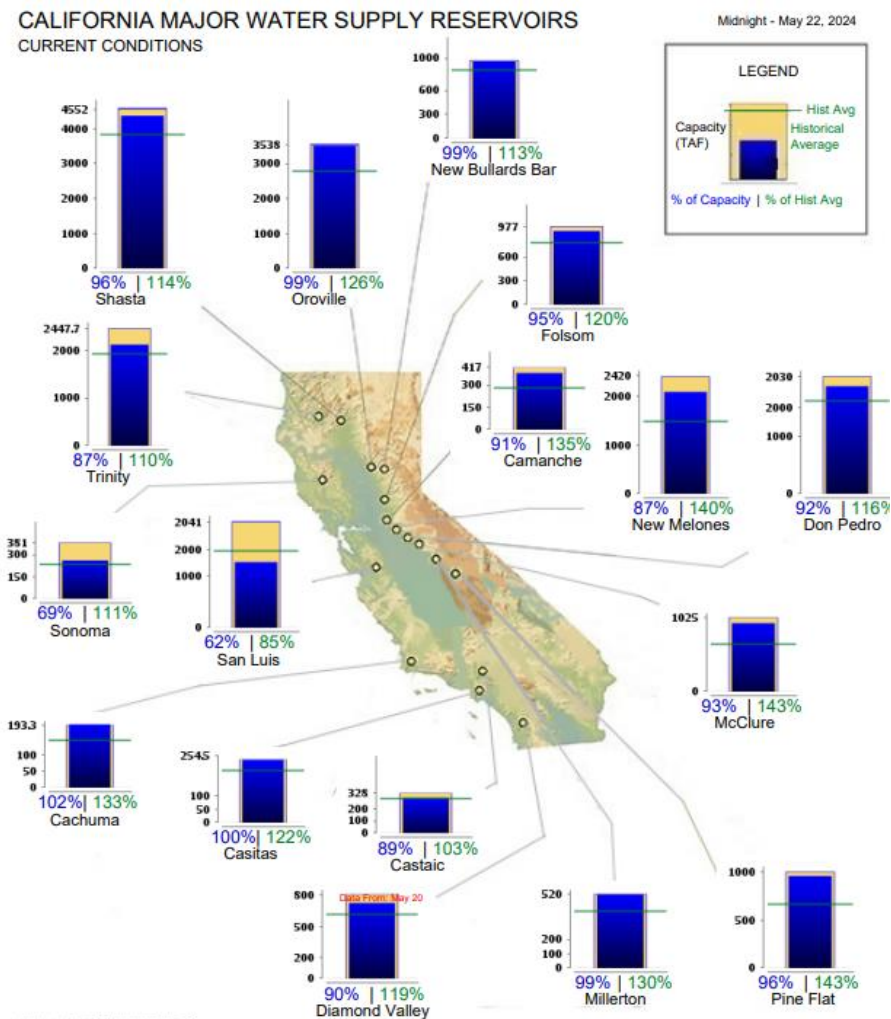 CALIFORNIA MAJOR WATER SUPPLY RESERVOIRS
CURRENT CONDITIONS
Midnight - May 22, 2024
LEGEND
Hist Avg
Capacity
(TAF)
Historical
Average
% of Capacity | % of Hist Avg
4552
4000
3000
2000
1000
0
96% | 114%
Shasta
3538
3000
2000
1000
0
99% | 126%
Oroville
1000
600
300
0
99% | 113%
New Bullards Bar
977
600
300
0
95% | 120%
Folsom
2447.7
2000
1000
0
87% | 110%
Trinity
417
300
150
0
91% | 135%
Camanche
2420
2000
1000
0
87% | 140%
New Melones
2030
2000
1000
0
92% | 116%
Don Pedro
381
300
150
0
69% | 111%
Sonoma
2041
2000
1000
0
62% | 85%
San Luis
1025
0
93% | 143%
McClure
193.3
100
50
0
102%| 133%
Cachuma
254.5
100
50
0
100%| 122%
Casitas
328
200
100
0
89% | 103%
Castaic
800
Data From: May 20
500
200
0
90% | 119%
Diamond Valley
520
200
100
0
99% | 130%
Millerton
1000
500
0
96% | 143%
Pine Flat